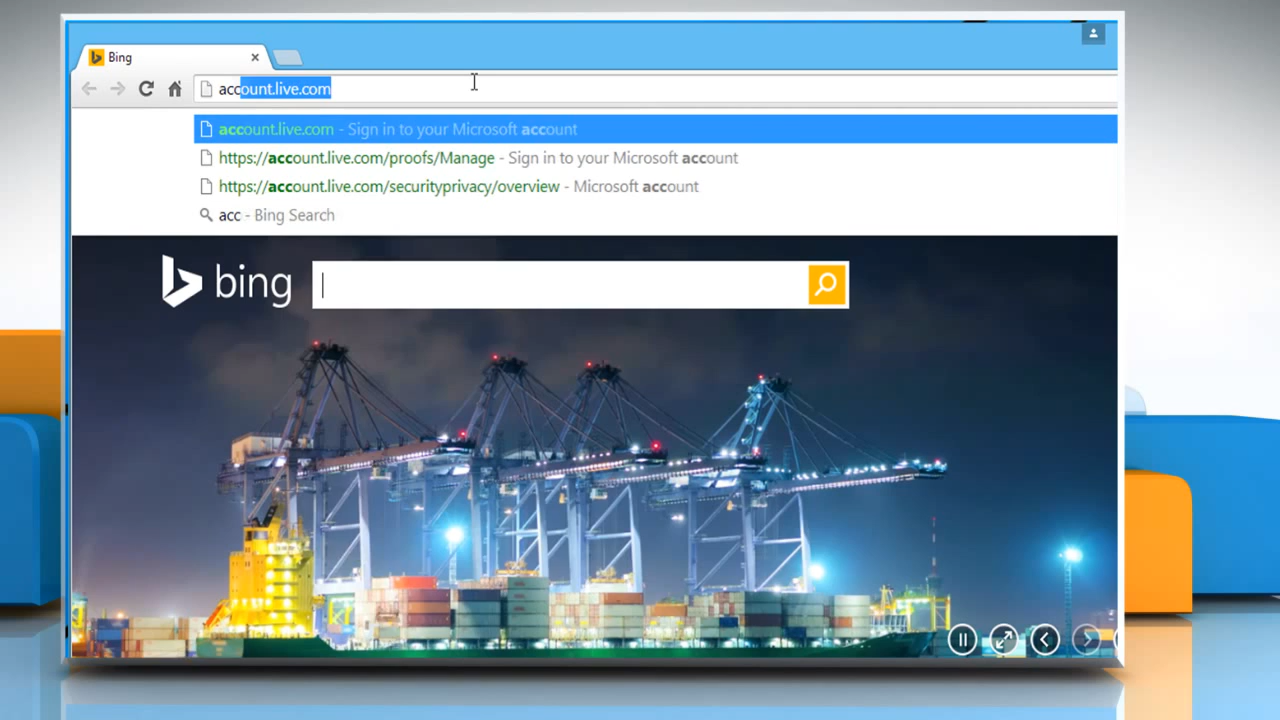 Bing
account.live.com
account.live.com - Sign in to your Microsoft account
https://account.live.com/proofs/Manage - Sign in to your Microsoft account
https://account.live.com/securityprivacy/overview - Microsoft account
acc - Bing Search
bing